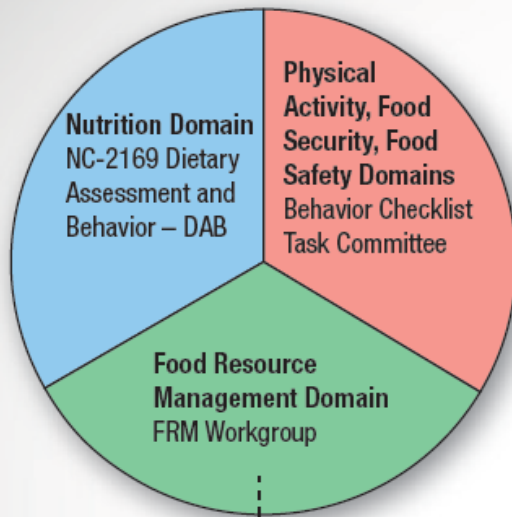 Nutrition Domain
NC-2169 Dietary
Assessment and
Behavior – DAB
Physical
Activity, Food
Security, Food
Safety Domains
Behavior Checklist
Task Committee
Food Resource
Management Domain
FRM Workgroup